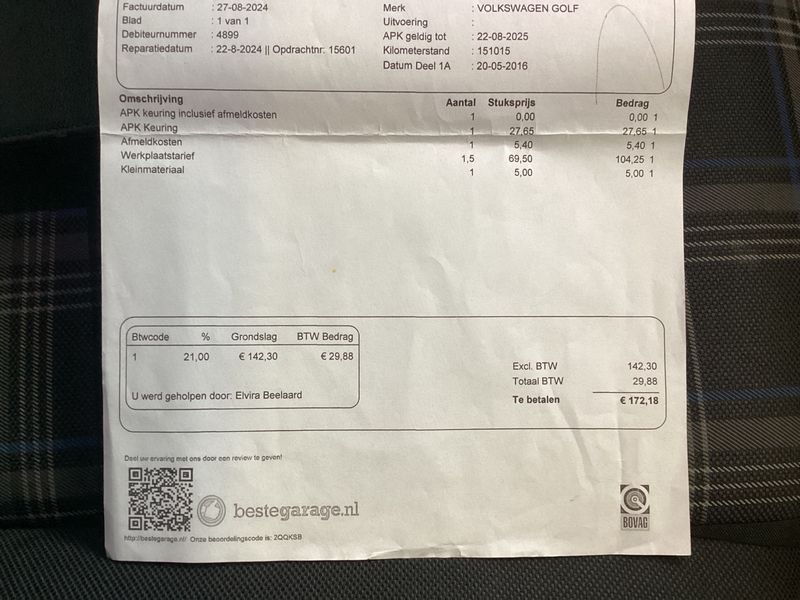 Factuurdatum : 27-08-2024 Merk : VOLKSWAGEN GOLF
Blad : 1 van 1 Uitvoering :
Debiteurnummer : 4899 APK geldig tot : 22-08-2025
Reparatiedatum : 22-8-2024 || Opdrachtnr: 15601 Kilometerstand : 151015
Datum Deel 1A : 20-05-2016
Omschrijving Aantal Stuksprijs Bedrag
APK keuring inclusief afmeldkosten 1 0,00 0,00 1
APK Keuring 1 27,65 27,65 1
Afmeldkosten 1 5,40 5,40 1
Werkplaatstarief 1,5 69,50 104,25 1
Kleinmateriaal 1 5,00 5,00 1
Btwcode % Grondslag BTW Bedrag
1 21,00 € 142,30 € 29,88
Excl. BTW 142,30
Totaal BTW 29,88
U werd geholpen door: Elvira Beelaard
Te betalen € 172,18
Deel uw ervaring met ons door een review te geven!
bestegarage.nl
BOVAG
http://bestegarage.nl/ Onze beoordelingscode is: 2QQKSB